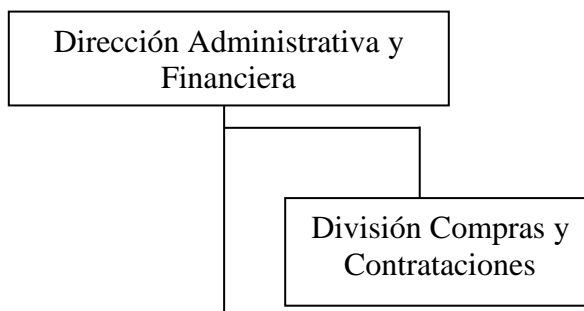 Dirección Administrativa y
Financiera
División Compras y
Contrataciones